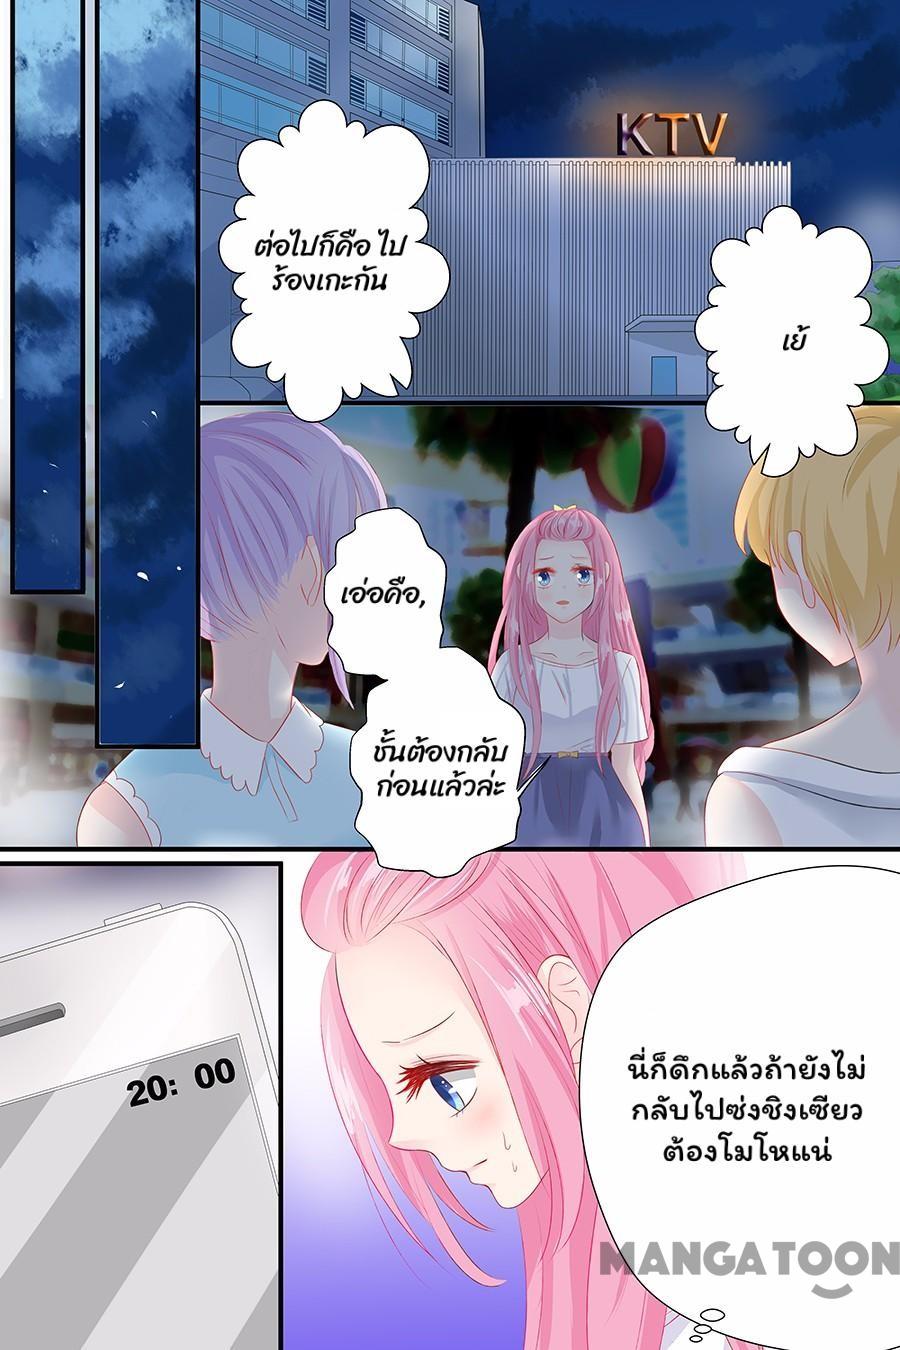 KTV
ต่อไปก็คือ ไป
ร้องเกะกัน
เย้
เอ่อคือ,
ชั้นต้องกลับ
ก่อนแล้วล่ะ
20: 00
นี่ก็ดึกแล้วถ้ายังไม่
กลับไปซ่งชิงเซียว
ต้องโมโหแน่
MANGA TOON